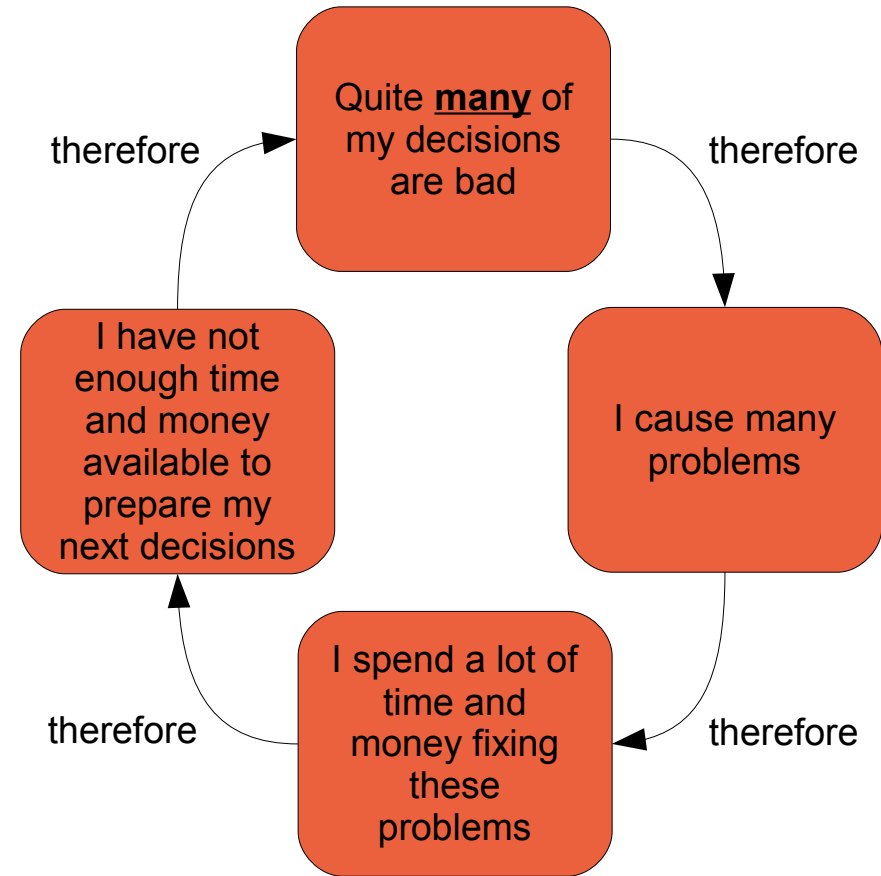 Quite many of
my decisions
are bad
therefore
I cause many
problems
therefore
I spend a lot of
time and
money fixing
these
problems
therefore
I have not
enough time
and money
available to
prepare my
next decisions
therefore